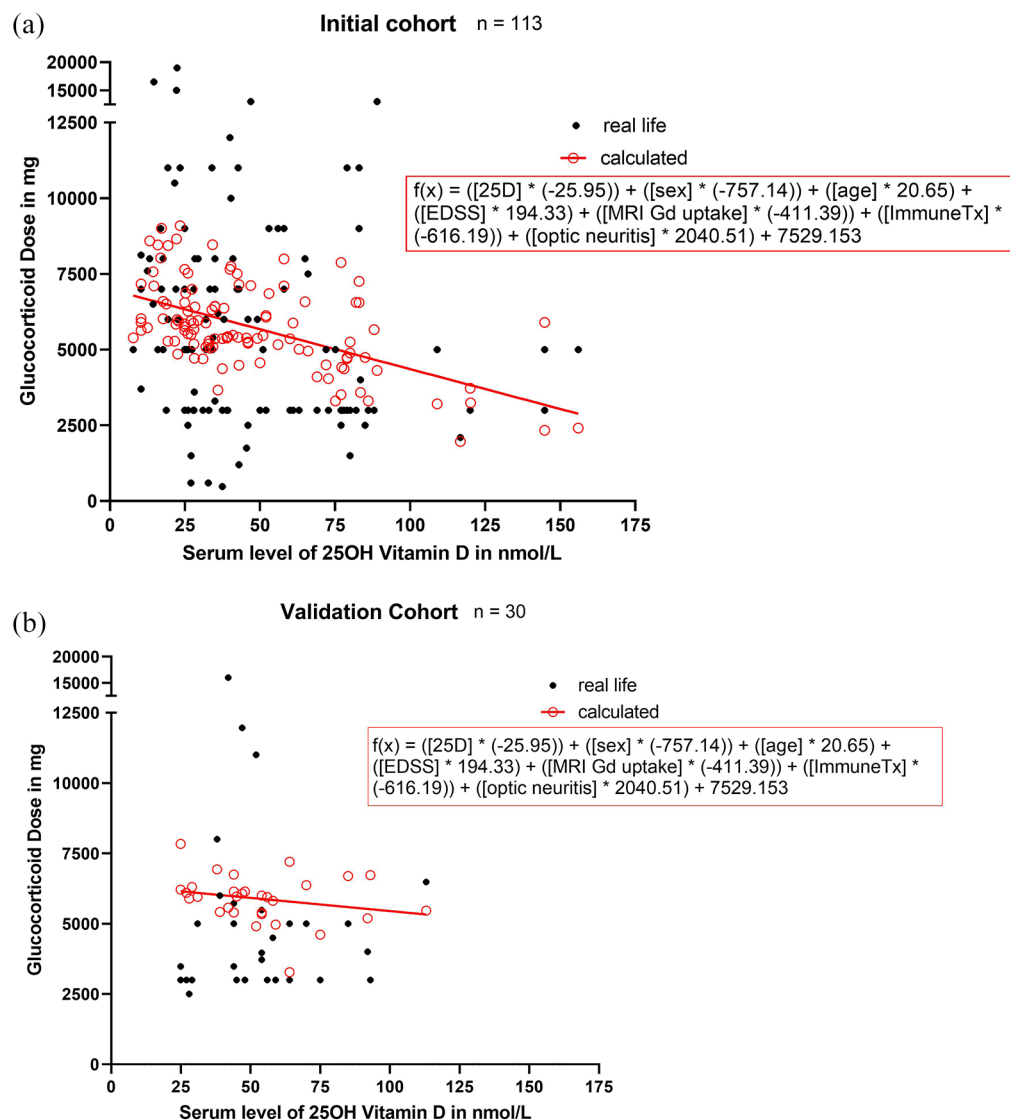 (a)
Initial cohort n = 113
20000
15000
12500
10000
7500
5000
2500
0
Glucocorticoid Dose in mg
real life
calculated
f(x) = ([25D] * (-25.95)) + ([sex] * (-757.14)) + ([age] * 20.65) +
([EDSS] * 194.33) + ([MRI Gd uptake] * (-411.39)) + ([ImmuneTx] *
(-616.19)) + ([optic neuritis] * 2040.51) + 7529.153
0 25 50 75 100 125 150 175
Serum level of 25OH Vitamin D in nmol/L
(b)
Validation Cohort n = 30
20000
15000
12500
10000
7500
5000
2500
0
Glucocorticoid Dose in mg
real life
calculated
f(x) = ([25D] * (-25.95)) + ([sex] * (-757.14)) + ([age] * 20.65) +
([EDSS] * 194.33) + ([MRI Gd uptake] * (-411.39)) + ([ImmuneTx] *
(-616.19)) + ([optic neuritis] * 2040.51) + 7529.153
0 25 50 75 100 125 150 175
Serum level of 25OH Vitamin D in nmol/L